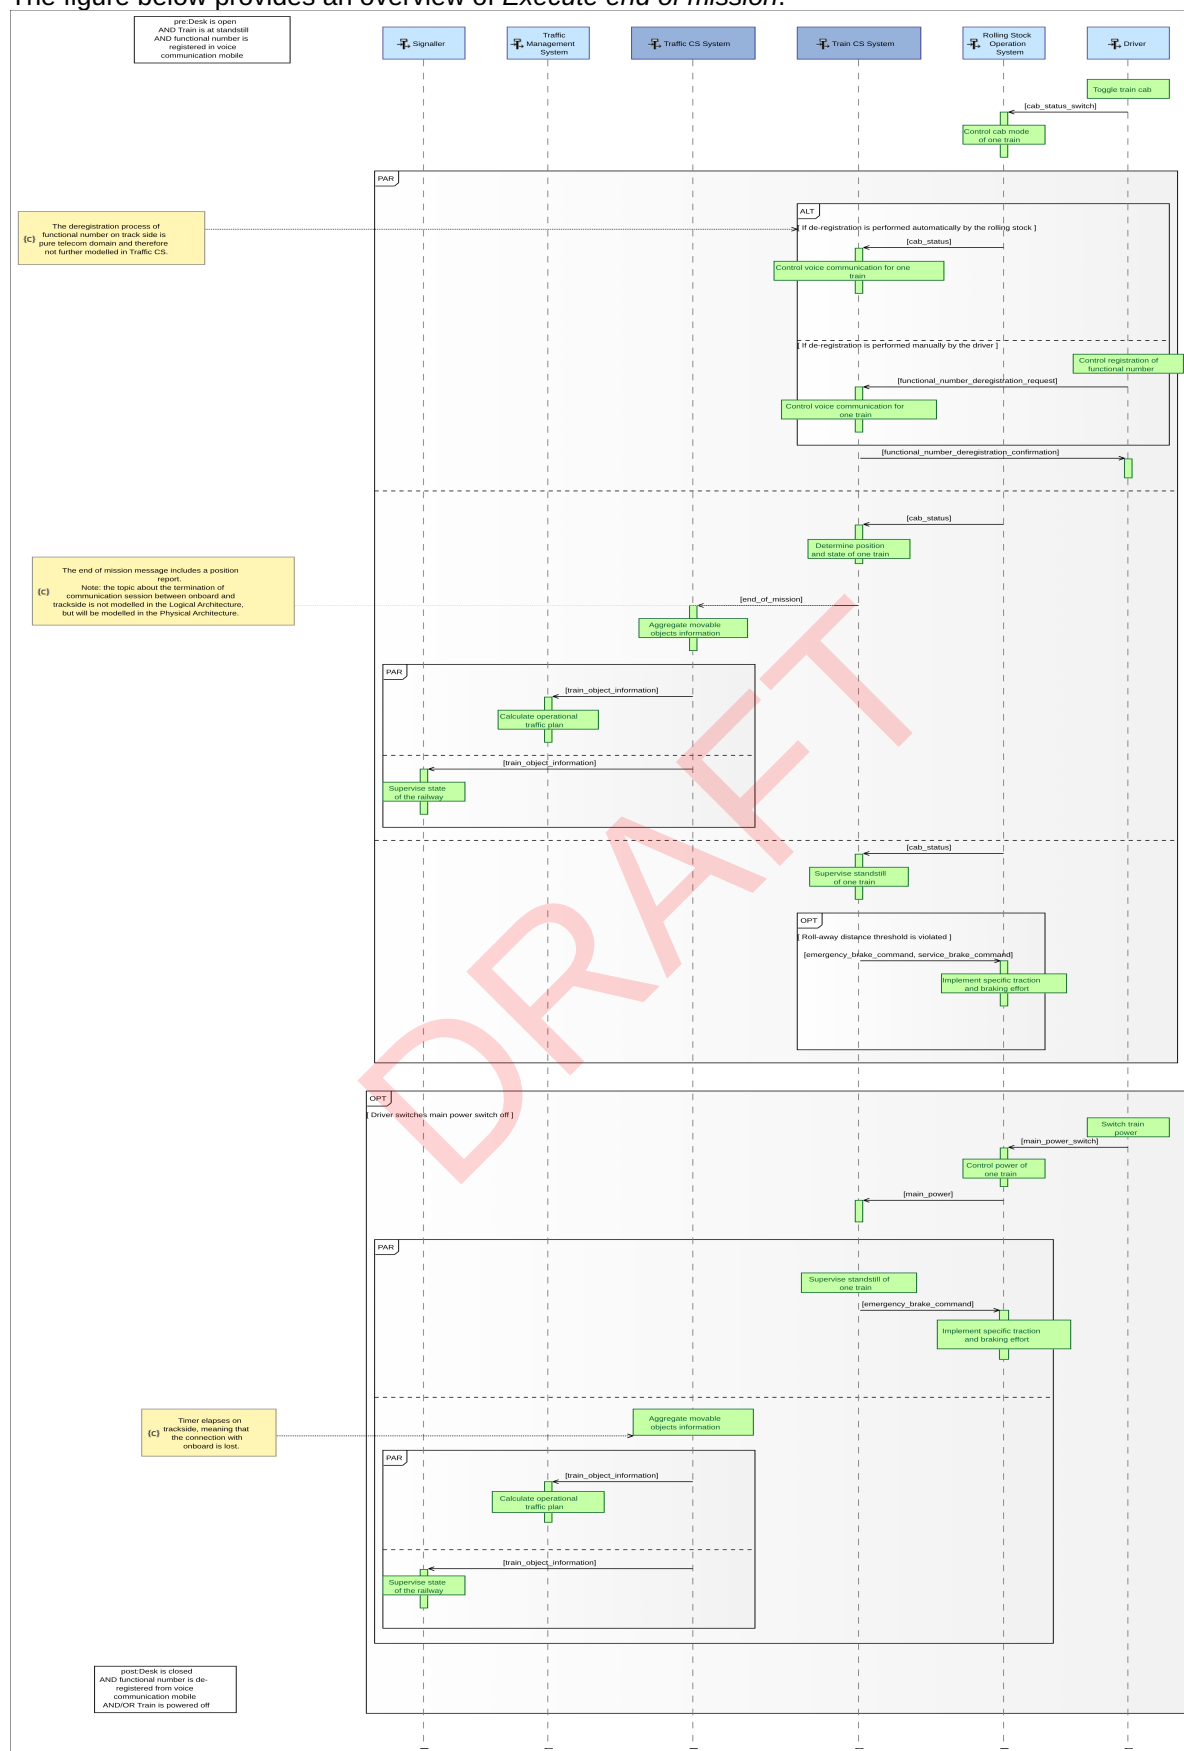 The figure below provides an overview of Execute end of mission.
pre:Desk is open
AND Train is at standstill
AND functional number is
registered in voice
communication mobile
Signaller
Traffic
Management
System
Traffic CS System
Train CS System
Rolling Stock
Operation
System
Driver
Toggle train cab
[cab_status_switch]
Control cab mode
of one train
PAR
ALT
The deregistration process of
functional number on track side is
{c} pure telecom domain and therefore
not further modelled in Traffic CS.
[ If de-registration is performed automatically by the rolling stock ]
[cab_status]
Control voice communication for one
train
[ If de-registration is performed manually by the driver ]
Control registration of
functional number
[functional_number_deregistration_request]
Control voice communication for
one train
[functional_number_deregistration_confirmation]
[cab_status]
Determine position
and state of one train
The end of mission message includes a position
report.
{c} Note: the topic about the termination of
communication session between onboard and
trackside is not modelled in the Logical Architecture,
but will be modelled in the Physical Architecture.
[end_of_mission]
Aggregate movable
objects information
PAR
[train_object_information]
Calculate operational
traffic plan
[train_object_information]
Supervise state
of the railway
[cab_status]
Supervise standstill
of one train
OPT
[ Roll-away distance threshold is violated ]
[emergency_brake_command, service_brake_command]
Implement specific traction
and braking effort
DRAFT
OPT
[ Driver switches main power switch off ]
Switch train
power
[main_power_switch]
Control power of
one train
[main_power]
PAR
Supervise standstill of
one train
[emergency_brake_command]
Implement specific traction
and braking effort
Timer elapses on
{c} trackside, meaning that
the connection with
onboard is lost.
Aggregate movable
objects information
PAR
[train_object_information]
Calculate operational
traffic plan
[train_object_information]
Supervise state
of the railway
post:Desk is closed
AND functional number is de-
registered from voice
communication mobile
AND/OR Train is powered off